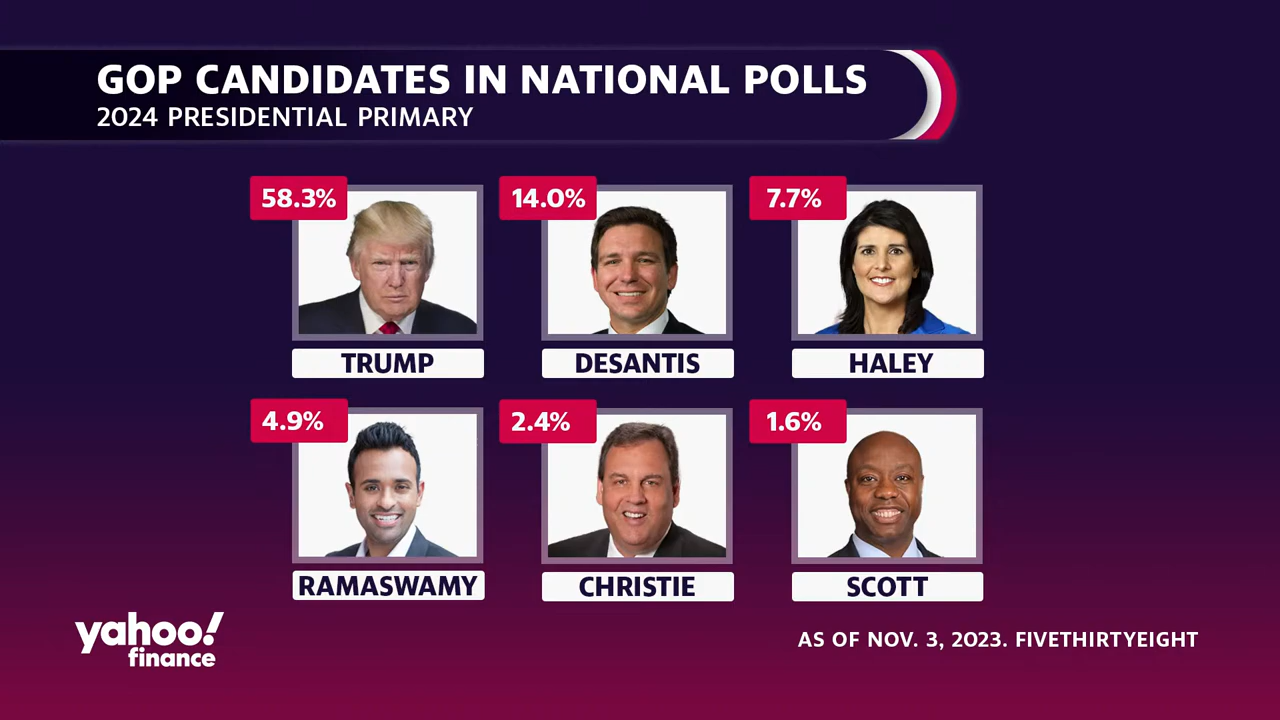 GOP CANDIDATES IN NATIONAL POLLS
2024 PRESIDENTIAL PRIMARY
58.3%
14.0%
7.7%
TRUMP
DESANTIS
HALEY
4.9%
2.4%
1.6%
RAMASWAMY
CHRISTIE
SCOTT
yahoo!
finance
AS OF NOV. 3, 2023. FIVETHIRTYEIGHT